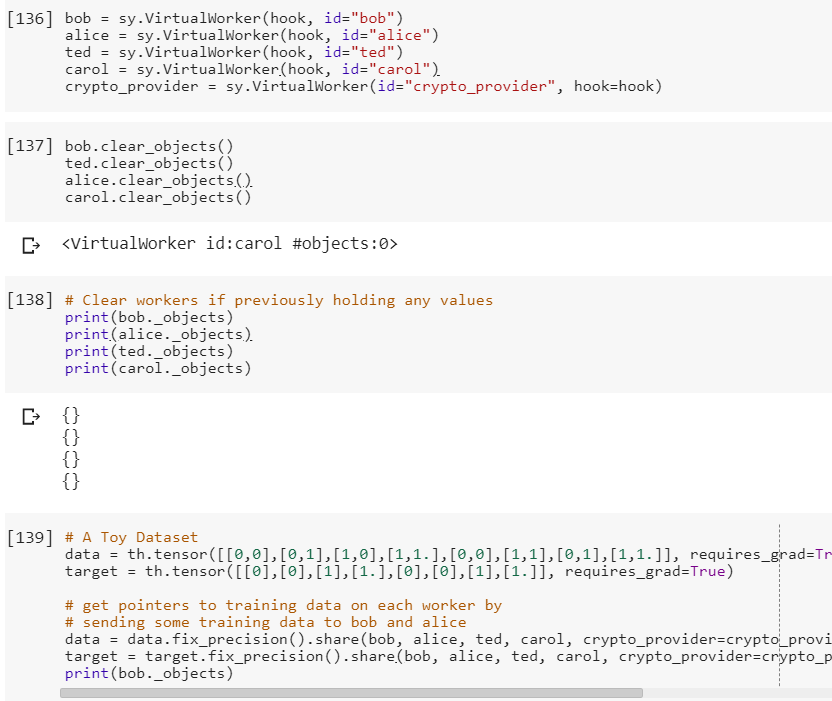 [136] bob = sy.VirtualWorker(hook, id="bob")
alice = sy.VirtualWorker(hook, id="alice")
ted = sy.VirtualWorker(hook, id="ted")
carol = sy.VirtualWorker(hook, id="carol")
crypto_provider = sy.VirtualWorker(id="crypto_provider", hook=hook)
[137] bob.clear_objects()
ted.clear_objects()
alice.clear_objects()
carol.clear_objects()
<VirtualWorker id:carol #objects:0>
[138] # Clear workers if previously holding any values
print(bob._objects)
print(alice._objects)
print(ted._objects)
print(carol._objects)
{}
{}
{}
{}
[139] # A Toy Dataset
data = th.tensor([[0,0],[0,1],[1,0],[1,1.],[0,0],[1,1],[0,1],[1,1.]], requires_grad=Tr
target = th.tensor([[0],[0],[1],[1.],[0],[0],[1],[1.]], requires_grad=True)
# get pointers to training data on each worker by
# sending some training data to bob and alice
data = data.fix_precision().share(bob, alice, ted, carol, crypto_provider=crypto_provi
target = target.fix_precision().share(bob, alice, ted, carol, crypto_provider=crypto_p
print(bob._objects)